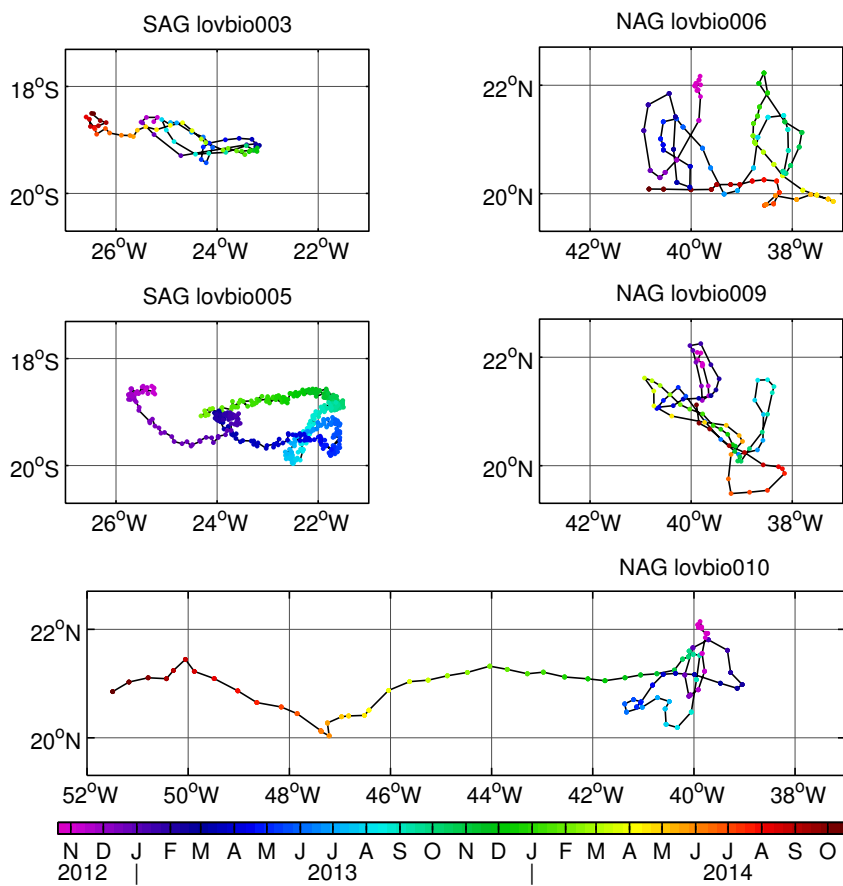 SAG lovbio003
NAG lovbio006
18°S
20°S
26°W 24°W 22°W
22°N
20°N
42°W 40°W 38°W
SAG lovbio005
NAG lovbio009
18°S
20°S
26°W 24°W 22°W
22°N
20°N
42°W 40°W 38°W
NAG lovbio010
22°N
20°N
52°W 50°W 48°W 46°W 44°W 42°W 40°W 38°W
N D J F M A M J J A S O N D J F M A M J J A S O
2012 | 2013 | 2014